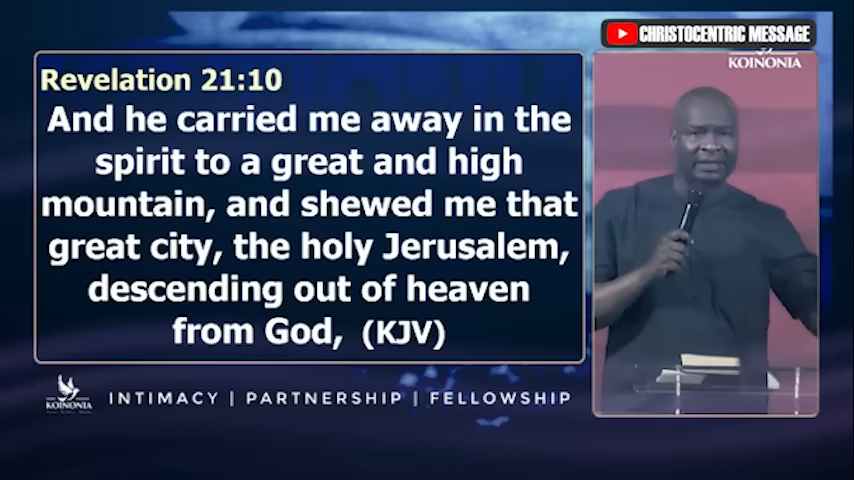 CHRISTOCENTRIC MESSAGE
KOINONIA
Revelation 21:10
And he carried me away in the
spirit to a great and high
mountain, and shewed me that
great city, the holy Jerusalem,
descending out of heaven
from God, (KJV)
KOINONIA
INTIMACY | PARTNERSHIP | FELLOWSHIP